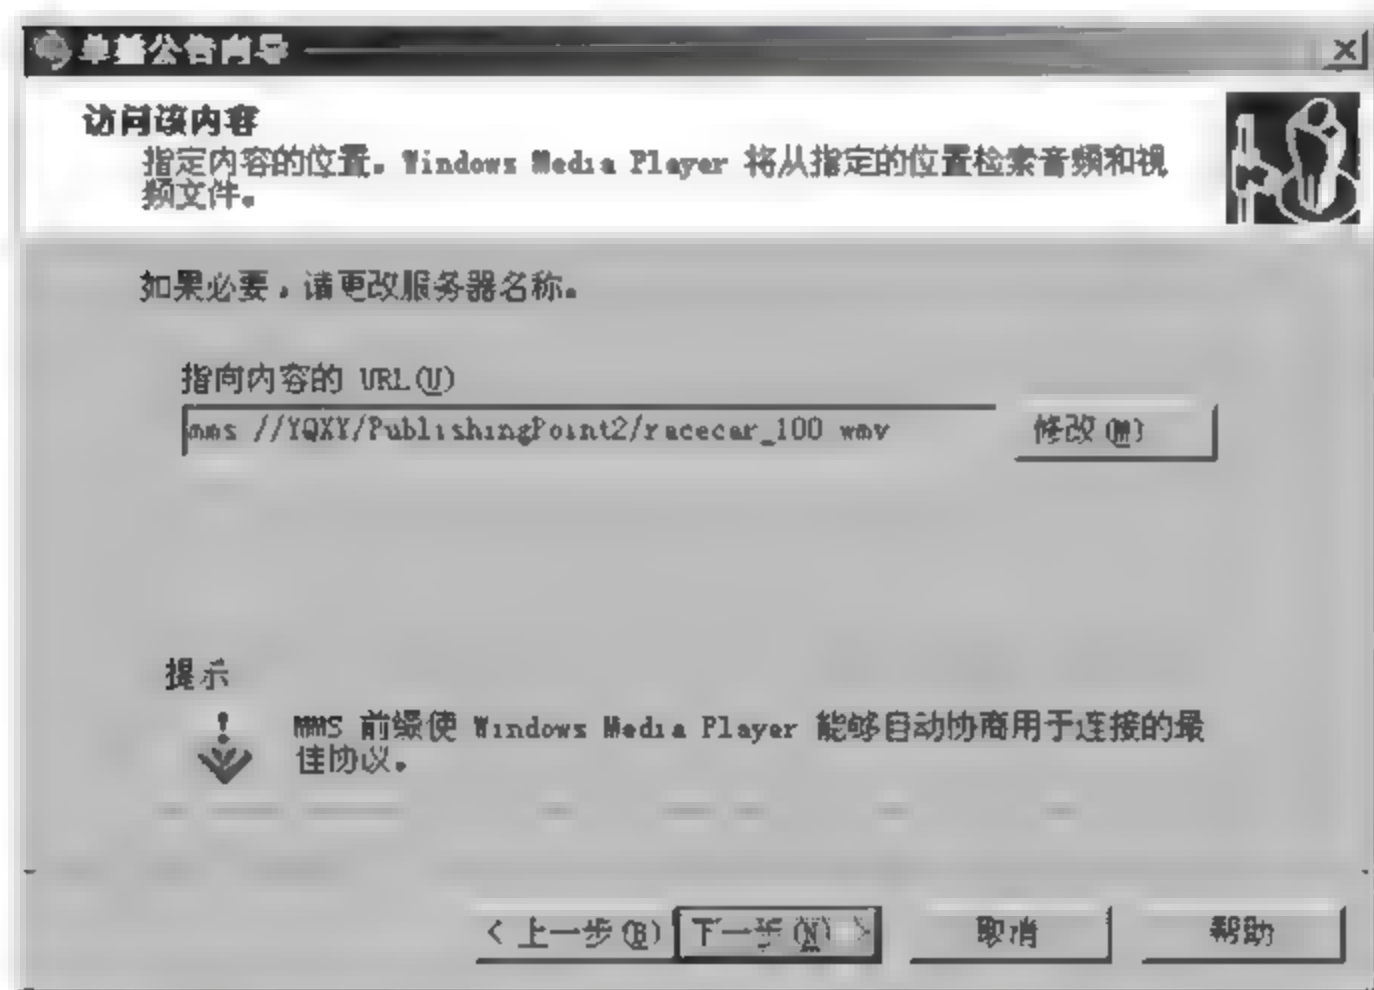 单播公告向导
访问该内容
指定内容的位置。Windows Media Player 将从指定的位置检索音频和视
频文件。
如果必要，请更改服务器名称。
指向内容的 URL(U)
mms //YQXY/PublishingPoint2/racecar_100 wmv
修改(M)
提示
MMS 前缀使 Windows Media Player 能够自动协商用于连接的最
佳协议。
< 上一步(B) 下一步(N) > 取消 帮助